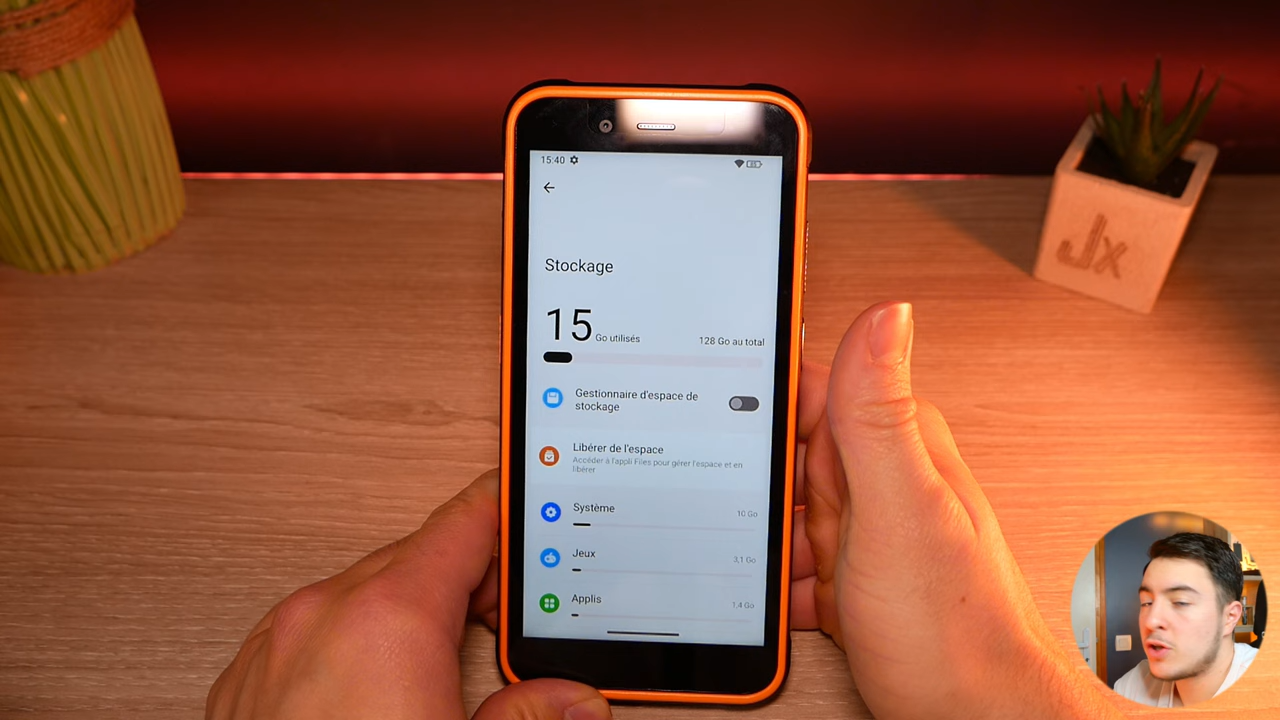 15:40
Stockage
15 Go utilisés 128 Go au total
Gestionnaire d'espace de
stockage
Libérer de l'espace
Accéder à l'appli Files pour gérer l'espace et en
libérer
Système 10 Go
Jeux 3,1 Go
Applis 1,4 Go
Jx